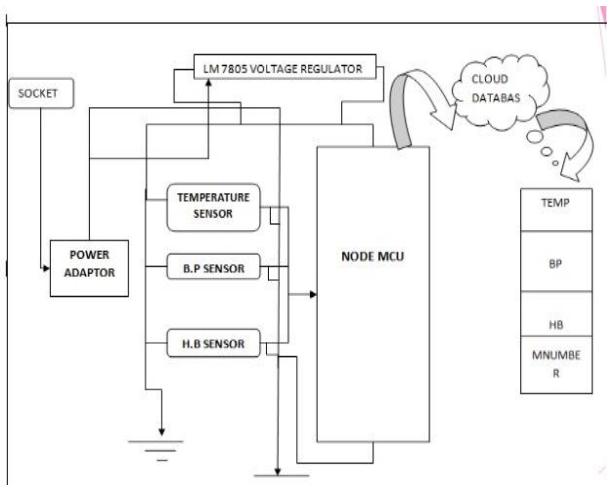 LM 7805 VOLTAGE REGULATOR
CLOUD
DATABAS
SOCKET
TEMPERATURE
SENSOR
TEMP
POWER
ADAPTOR
B.P SENSOR
NODE MCU
BP
H.B SENSOR
HB
MNUMBE
R